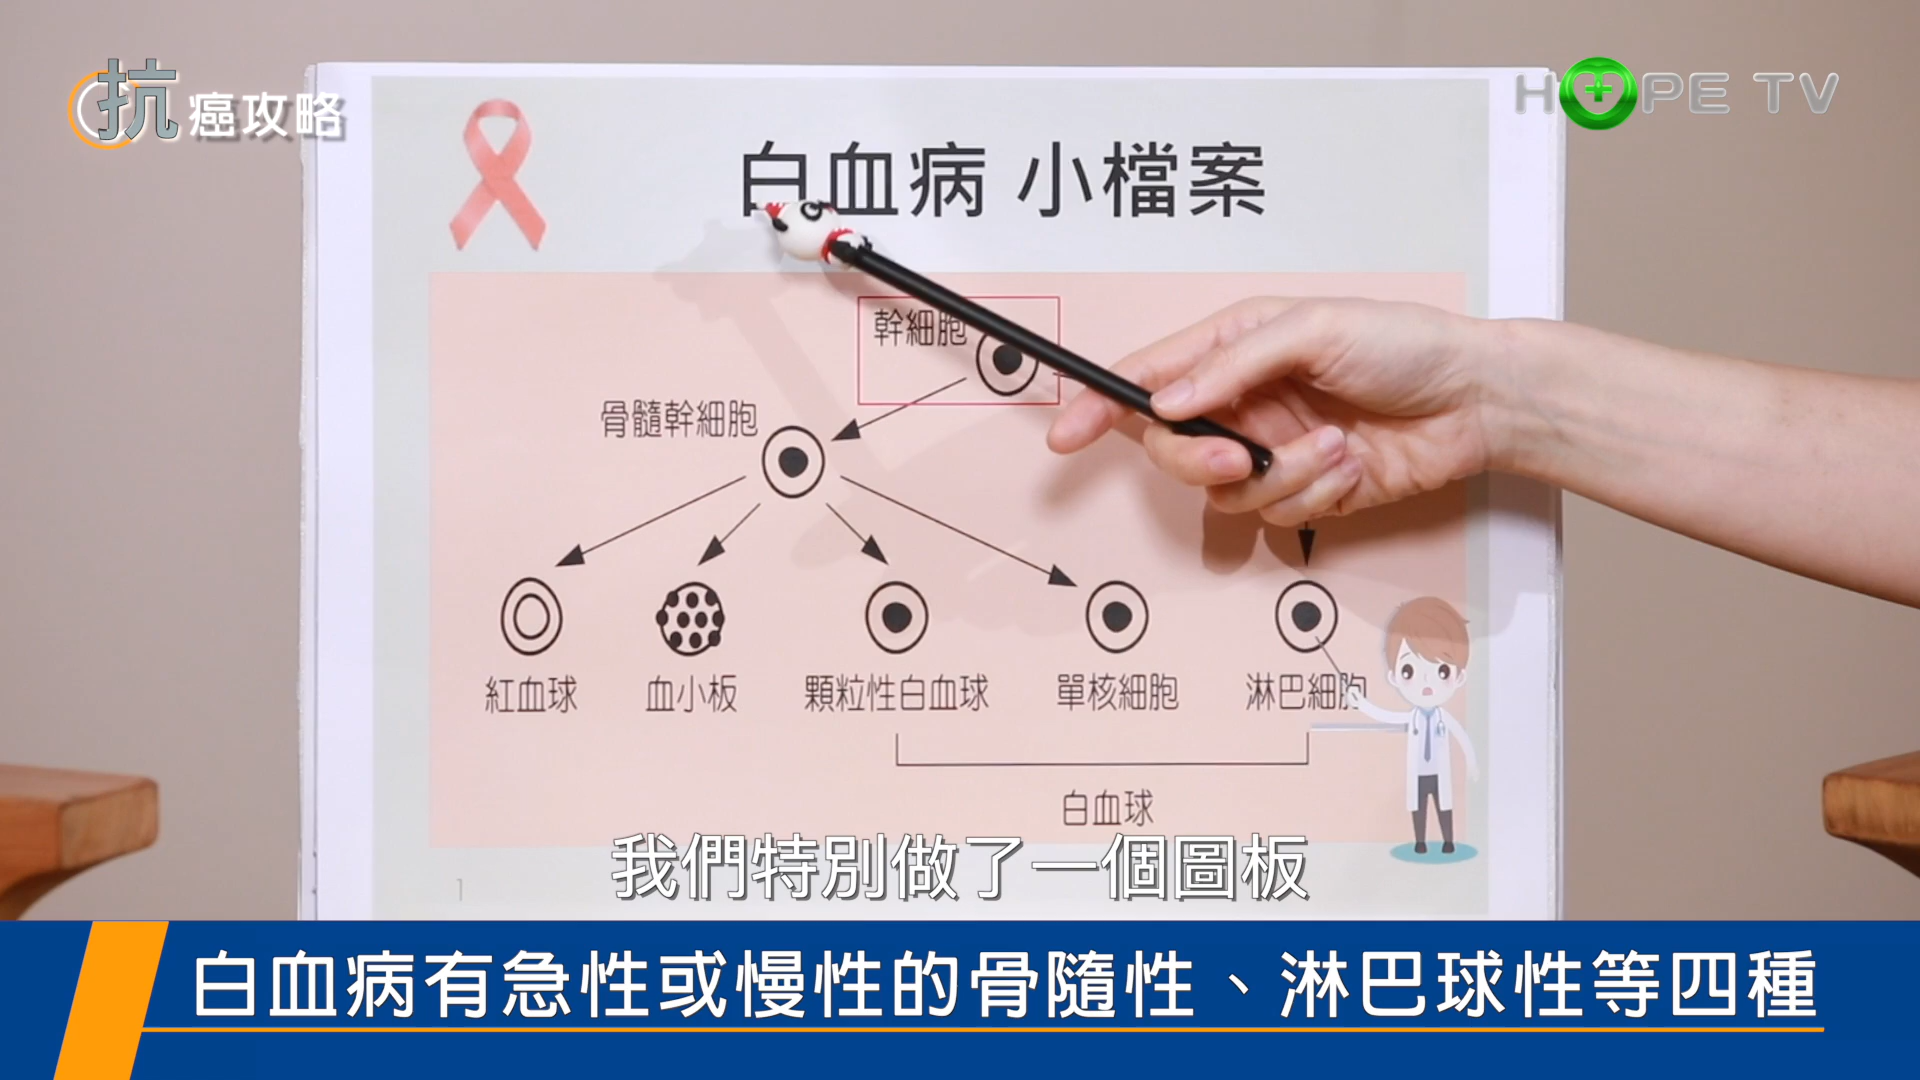 抗癌攻略
HOPE TV
白血病 小檔案
幹細胞
骨髓幹細胞
紅血球
血小板
顆粒性白血球
單核細胞
淋巴細胞
白血球
1
我們特別做了一個圖板
白血病有急性或慢性的骨隨性、淋巴球性等四種